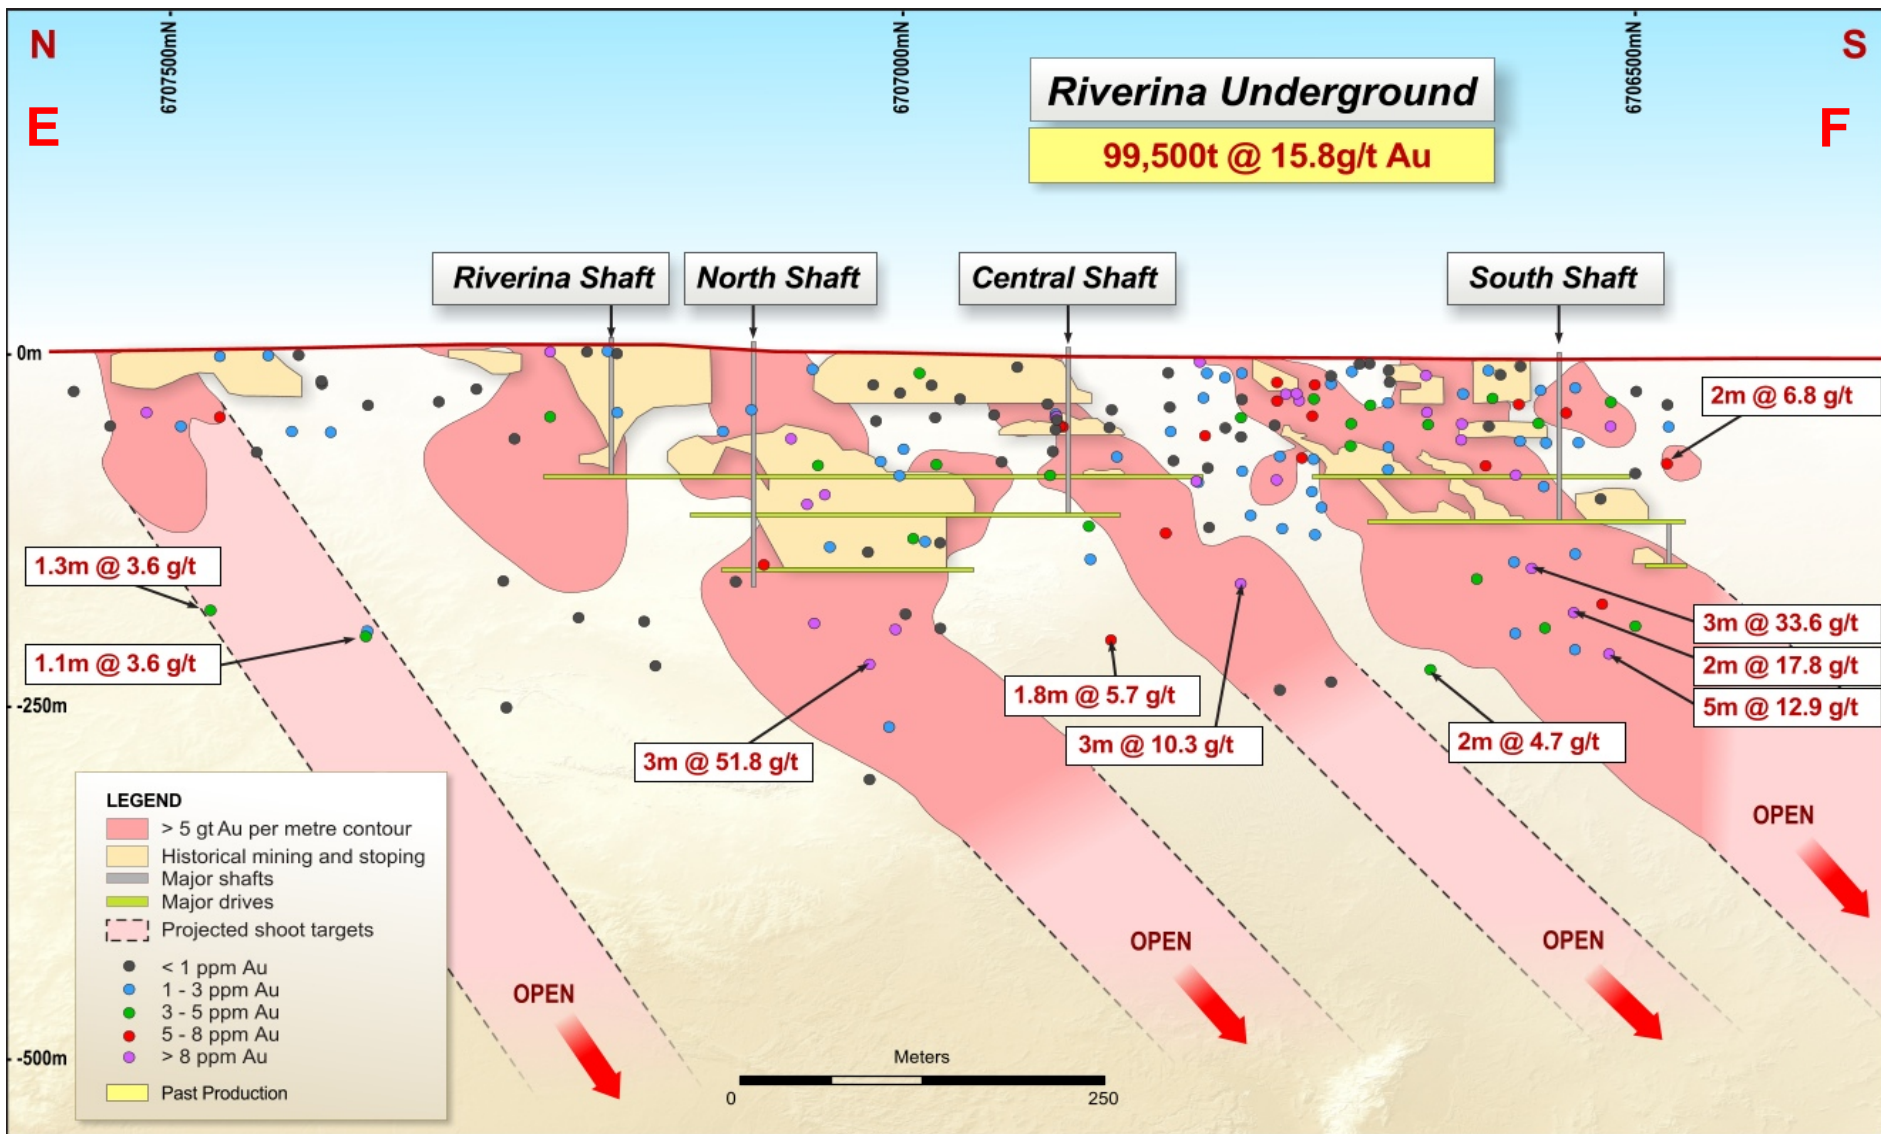 N
6707500mN
6707000mN
6706500mN
S
E
F
Riverina Underground
99,500t @ 15.8g/t Au
Riverina Shaft
North Shaft
Central Shaft
South Shaft
0m
2m @ 6.8 g/t
1.3m @ 3.6 g/t
1.1m @ 3.6 g/t
3m @ 33.6 g/t
2m @ 17.8 g/t
5m @ 12.9 g/t
-250m
1.8m @ 5.7 g/t
3m @ 10.3 g/t
2m @ 4.7 g/t
3m @ 51.8 g/t
LEGEND
> 5 gt Au per metre contour
Historical mining and stoping
Major shafts
Major drives
Projected shoot targets
< 1 ppm Au
1 - 3 ppm Au
3 - 5 ppm Au
5 - 8 ppm Au
> 8 ppm Au
Past Production
OPEN
OPEN
OPEN
OPEN
-500m
Meters
0
250